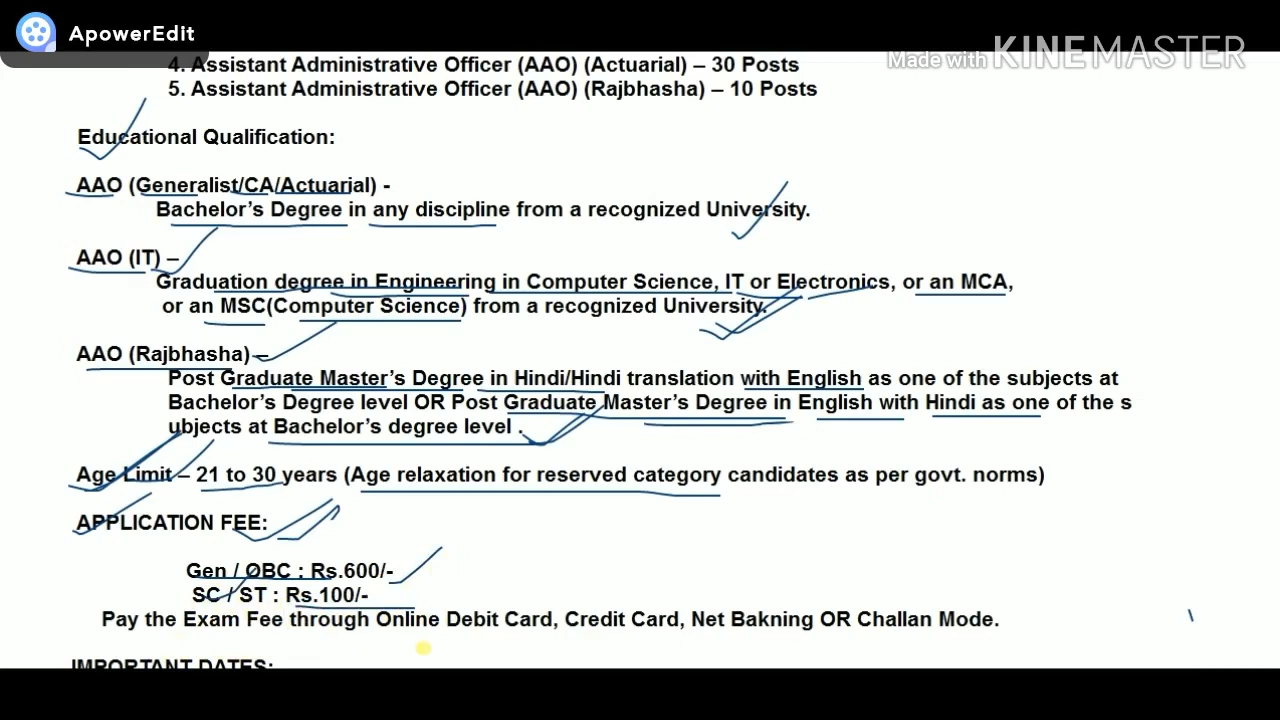 ApowerEdit
Made with KINEMASTER
4. Assistant Administrative Officer (AAO) (Actuarial) – 30 Posts
5. Assistant Administrative Officer (AAO) (Rajbhasha) – 10 Posts
Educational Qualification:
AAO (Generalist/CA/Actuarial) -
Bachelor’s Degree in any discipline from a recognized University.
AAO (IT) –
Graduation degree in Engineering in Computer Science, IT or Electronics, or an MCA,
or an MSC(Computer Science) from a recognized University.
AAO (Rajbhasha) –
Post Graduate Master’s Degree in Hindi/Hindi translation with English as one of the subjects at
Bachelor’s Degree level OR Post Graduate Master’s Degree in English with Hindi as one of the s
ubjects at Bachelor’s degree level .
Age Limit – 21 to 30 years (Age relaxation for reserved category candidates as per govt. norms)
APPLICATION FEE:
Gen / OBC : Rs.600/-
SC / ST : Rs.100/-
Pay the Exam Fee through Online Debit Card, Credit Card, Net Bakning OR Challan Mode.
IMPORTANT DATES: